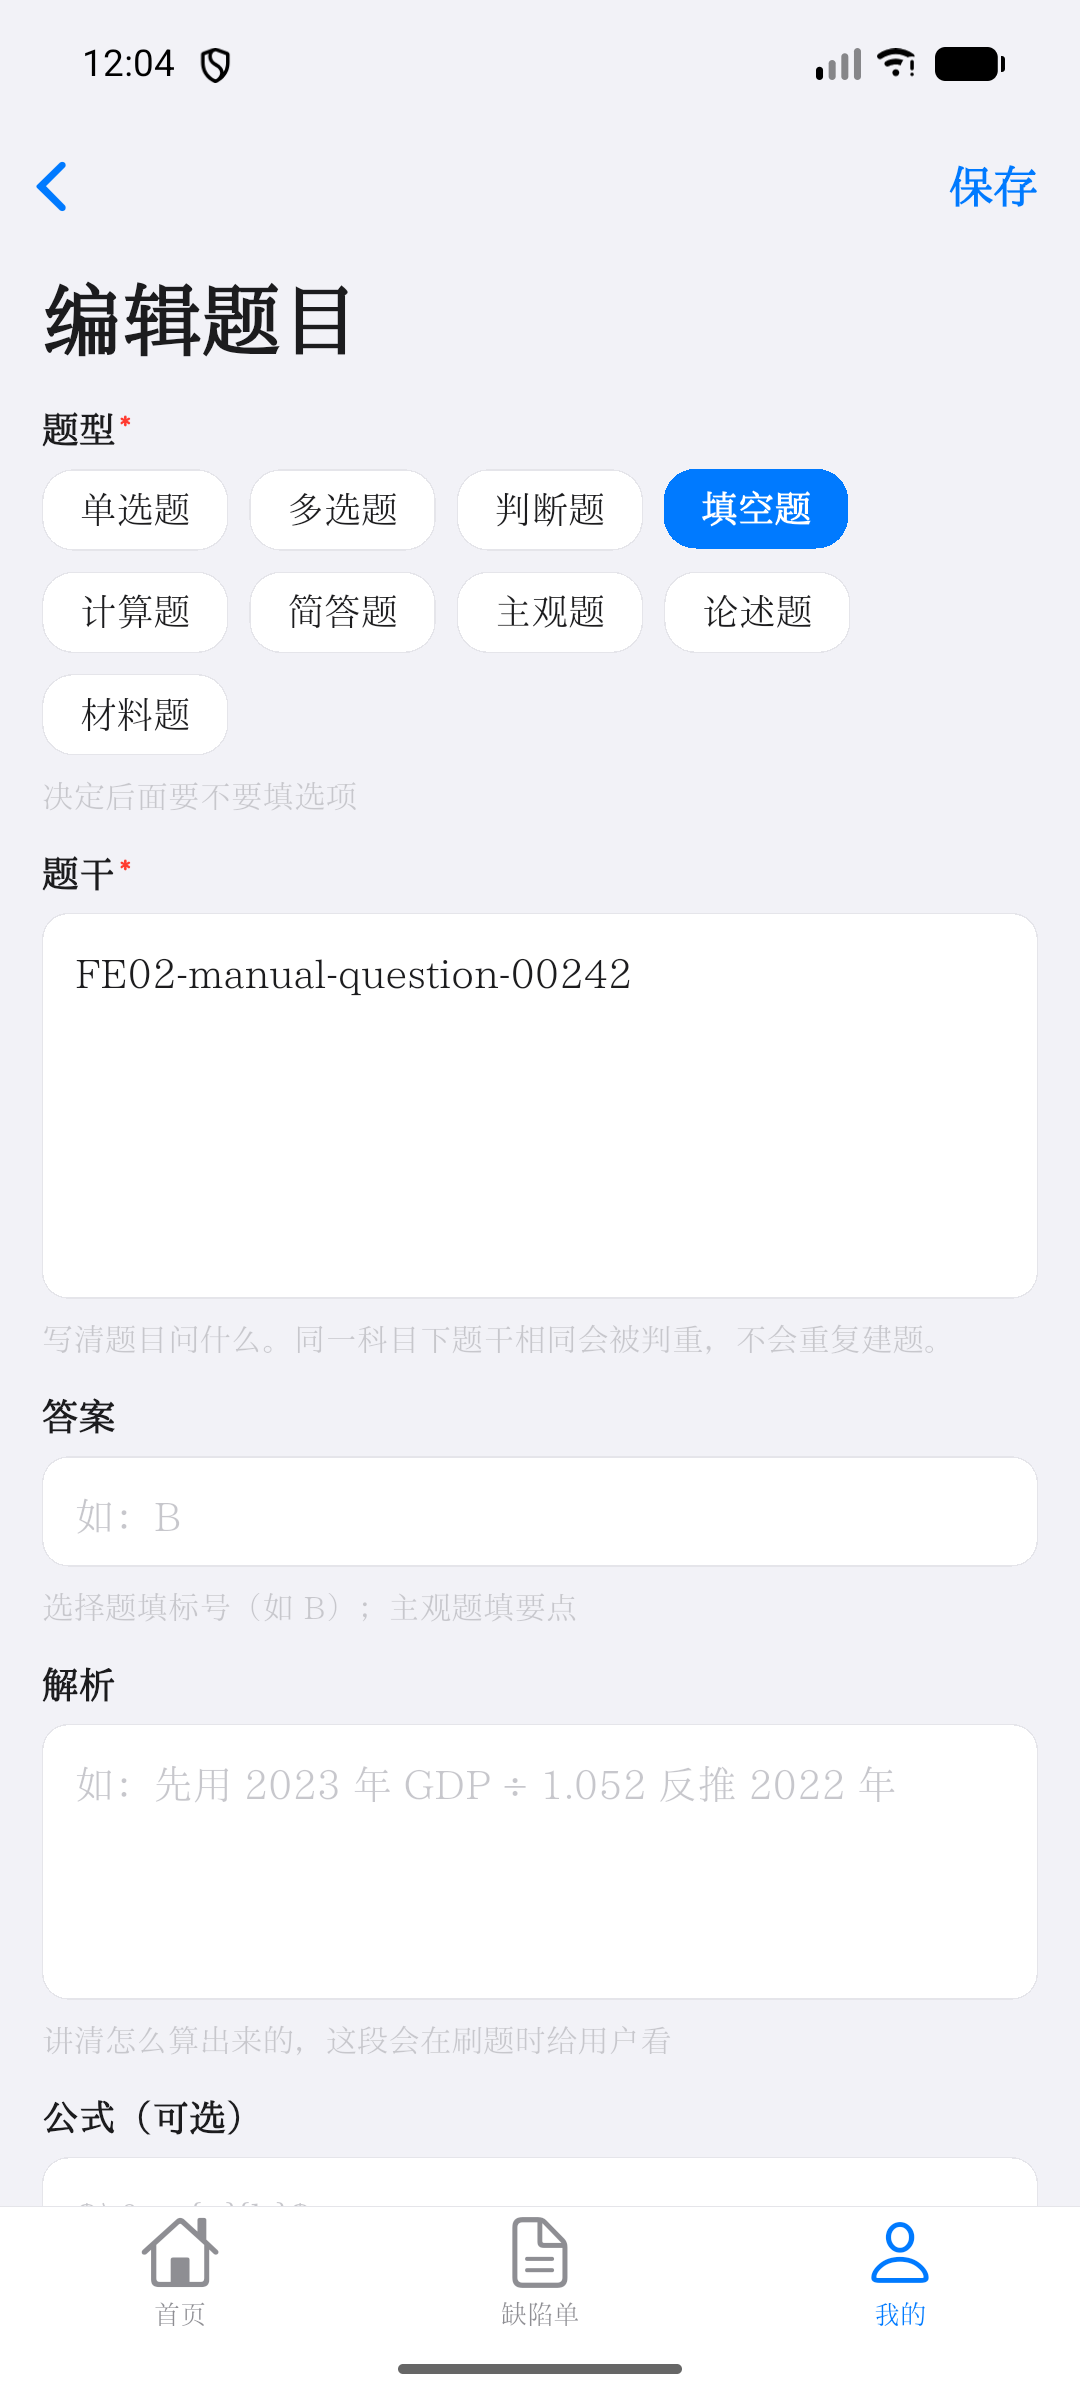 12:04
保存
编辑题目
题型*
单选题 多选题 判断题 填空题
计算题 简答题 主观题 论述题
材料题
决定后面要不要填选项
题干*
FE02-manual-question-00242
写清题目问什么。同一科目下题干相同会被判重，不会重复建题。
答案
如：B
选择题填标号（如 B）；主观题填要点
解析
如：先用 2023 年 GDP ÷ 1.052 反推 2022 年
讲清怎么算出来的，这段会在刷题时给用户看
公式（可选）
首页 缺陷单 我的